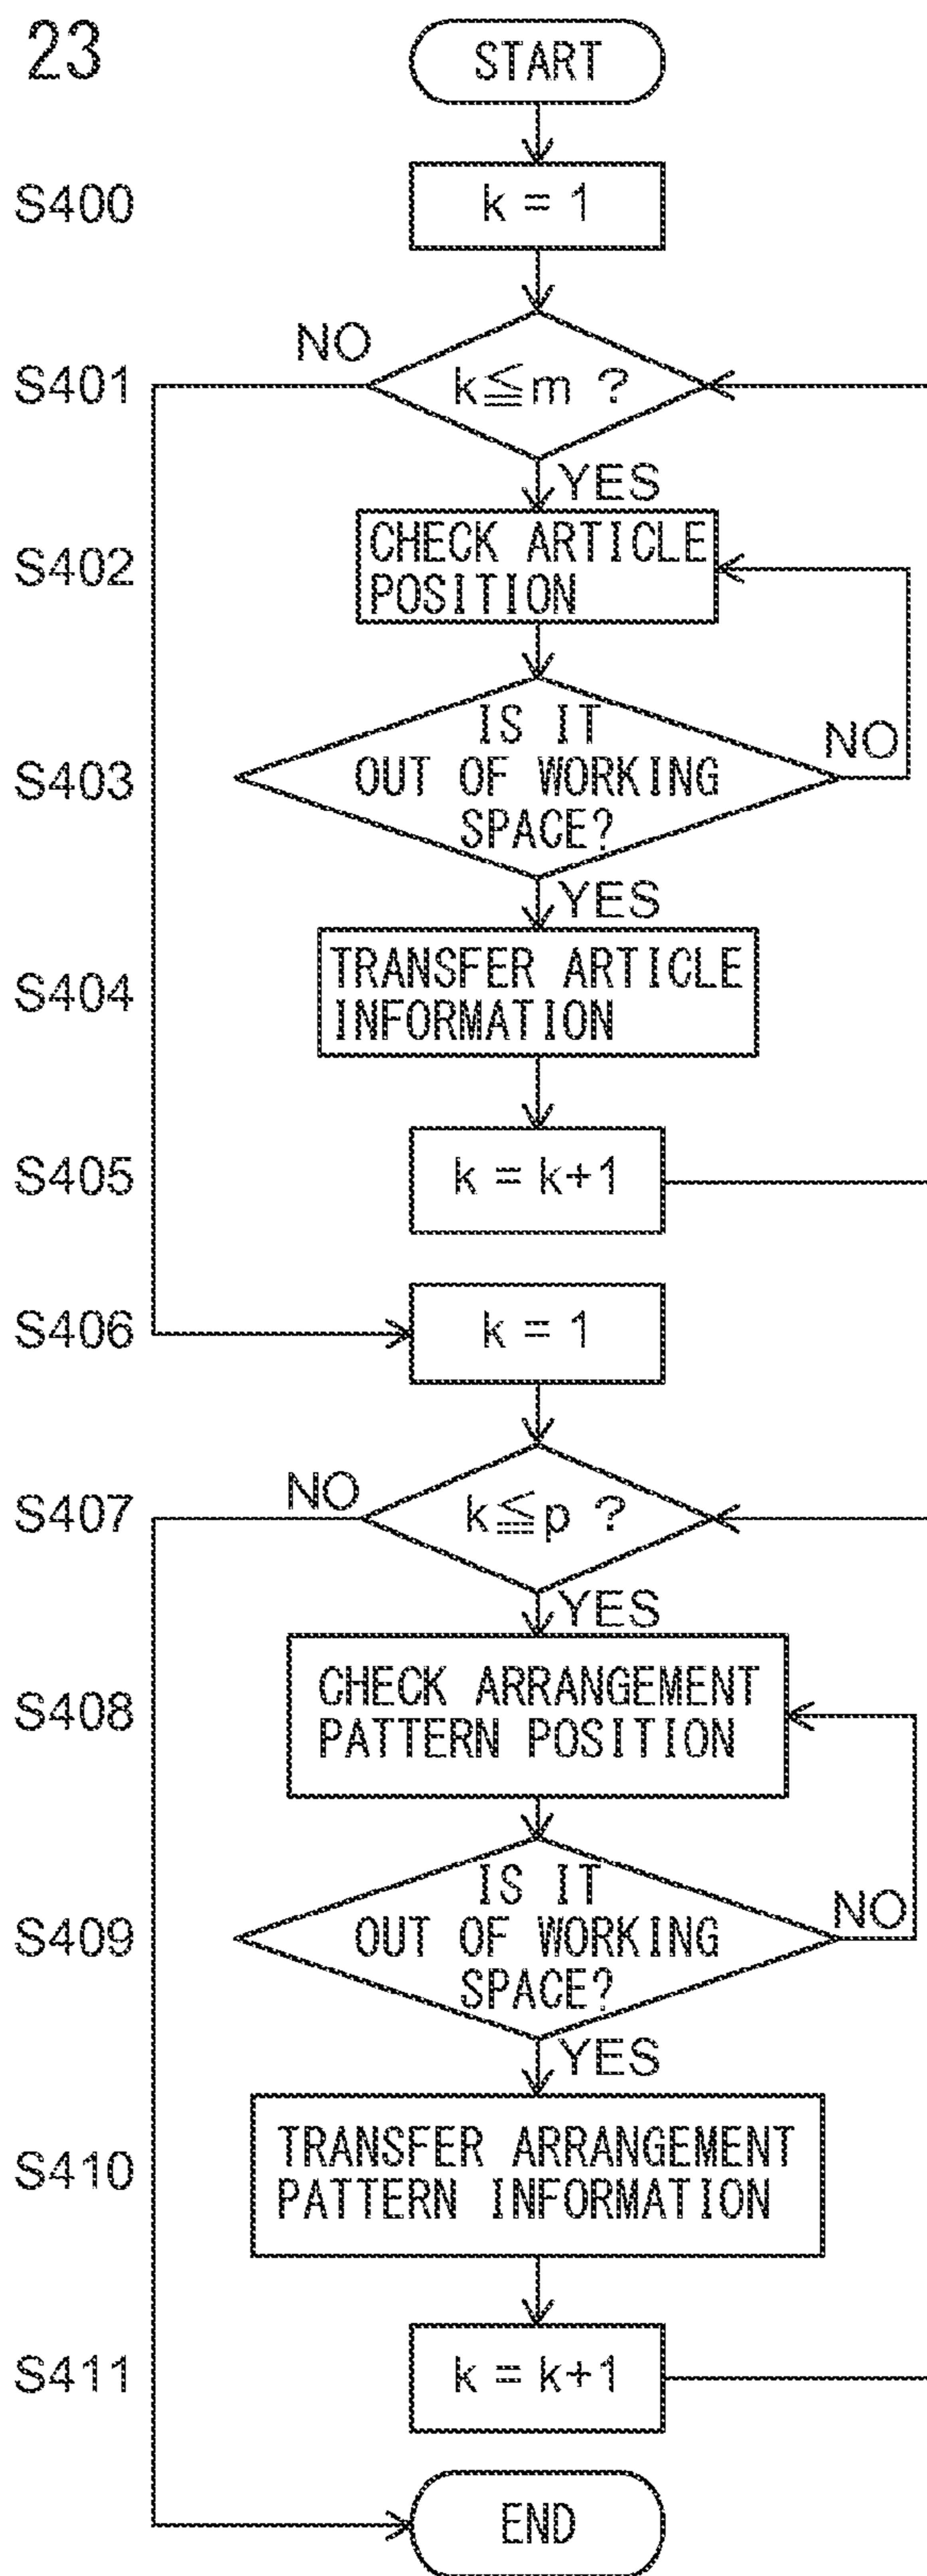 23
START
S400
k = 1
NO
S401
k≦m ?
YES
S402
CHECK ARTICLE
POSITION
IS IT
NO
S403
OUT OF WORKING
SPACE?
YES
S404
TRANSFER ARTICLE
INFORMATION
S405
k = k+1
S406
k = 1
NO
S407
k≦p ?
YES
S408
CHECK ARRANGEMENT
PATTERN POSITION
IS IT
NO
S409
OUT OF WORKING
SPACE?
YES
S410
TRANSFER ARRANGEMENT
PATTERN INFORMATION
S411
k = k+1
END